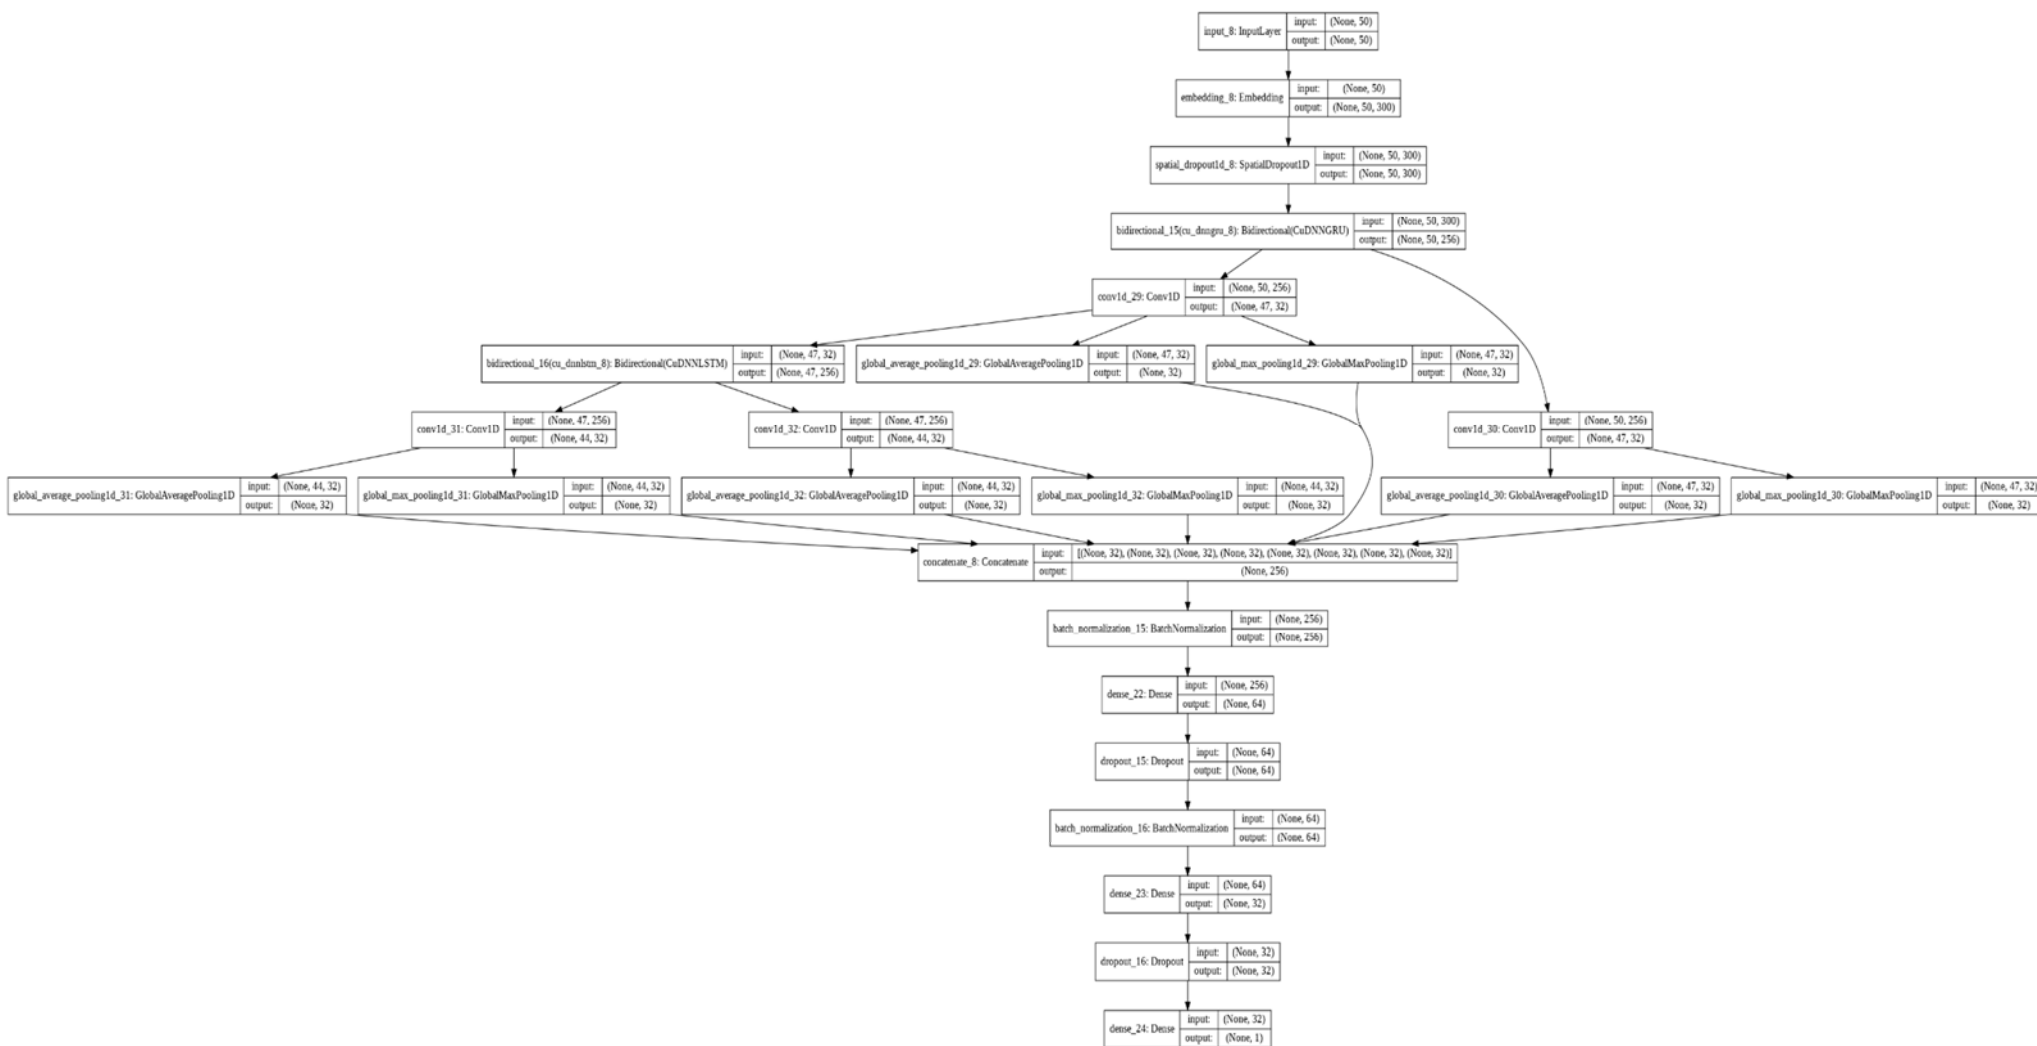 input_8: InputLayer
input: (None, 50)
output: (None, 50)
embedding_8: Embedding
input: (None, 50)
output: (None, 50, 300)
spatial_dropout1d_8: SpatialDropout1D
input: (None, 50, 300)
output: (None, 50, 300)
bidirectional_15(cu_dnngru_8): Bidirectional(CuDNNGRU)
input: (None, 50, 300)
output: (None, 50, 256)
conv1d_29: Conv1D
input: (None, 50, 256)
output: (None, 47, 32)
bidirectional_16(cu_dnnlstm_8): Bidirectional(CuDNNLSTM)
input: (None, 47, 32)
output: (None, 47, 256)
global_average_pooling1d_29: GlobalAveragePooling1D
input: (None, 47, 32)
output: (None, 32)
global_max_pooling1d_29: GlobalMaxPooling1D
input: (None, 47, 32)
output: (None, 32)
conv1d_31: Conv1D
input: (None, 47, 256)
output: (None, 44, 32)
conv1d_32: Conv1D
input: (None, 47, 256)
output: (None, 44, 32)
conv1d_30: Conv1D
input: (None, 50, 256)
output: (None, 47, 32)
global_average_pooling1d_31: GlobalAveragePooling1D
input: (None, 44, 32)
output: (None, 32)
global_max_pooling1d_31: GlobalMaxPooling1D
input: (None, 44, 32)
output: (None, 32)
global_average_pooling1d_32: GlobalAveragePooling1D
input: (None, 44, 32)
output: (None, 32)
global_max_pooling1d_32: GlobalMaxPooling1D
input: (None, 44, 32)
output: (None, 32)
global_average_pooling1d_30: GlobalAveragePooling1D
input: (None, 47, 32)
output: (None, 32)
global_max_pooling1d_30: GlobalMaxPooling1D
input: (None, 47, 32)
output: (None, 32)
concatenate_8: Concatenate
input: [(None, 32), (None, 32), (None, 32), (None, 32), (None, 32), (None, 32), (None, 32), (None, 32)]
output: (None, 256)
batch_normalization_15: BatchNormalization
input: (None, 256)
output: (None, 256)
dense_22: Dense
input: (None, 256)
output: (None, 64)
dropout_15: Dropout
input: (None, 64)
output: (None, 64)
batch_normalization_16: BatchNormalization
input: (None, 64)
output: (None, 64)
dense_23: Dense
input: (None, 64)
output: (None, 32)
dropout_16: Dropout
input: (None, 32)
output: (None, 32)
dense_24: Dense
input: (None, 32)
output: (None, 1)